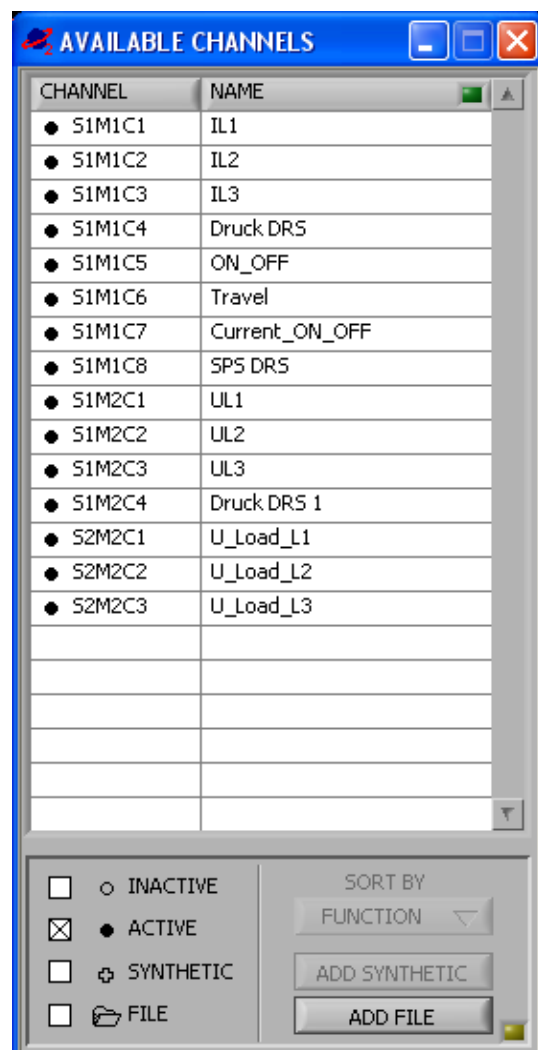 AVAILABLE CHANNELS
CHANNEL NAME
S1M1C1 IL1
S1M1C2 IL2
S1M1C3 IL3
S1M1C4 Druck DRS
S1M1C5 ON_OFF
S1M1C6 Travel
S1M1C7 Current_ON_OFF
S1M1C8 SPS DRS
S1M2C1 UL1
S1M2C2 UL2
S1M2C3 UL3
S1M2C4 Druck DRS 1
S2M2C1 U_Load_L1
S2M2C2 U_Load_L2
S2M2C3 U_Load_L3
INACTIVE
ACTIVE
SYNTHETIC
FILE
SORT BY
FUNCTION
ADD SYNTHETIC
ADD FILE